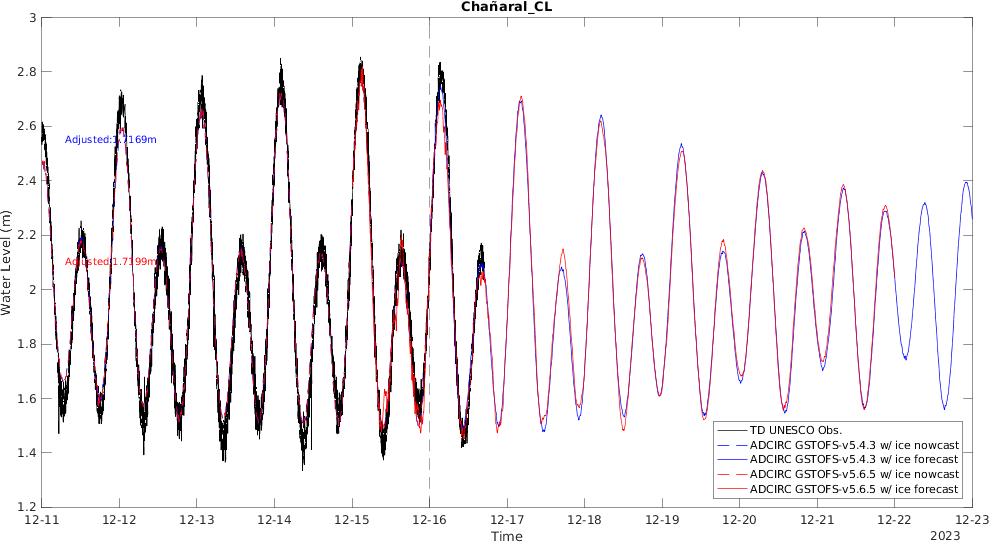 Chañaral_CL
3
2.8
2.6
2.4
2.2
2
1.8
1.6
1.4
1.2
Water Level (m)
Adjusted:1.7169m
Adjusted:1.7199m
TD UNESCO Obs.
ADCIRC GSTOFS-v5.4.3 w/ ice nowcast
ADCIRC GSTOFS-v5.4.3 w/ ice forecast
ADCIRC GSTOFS-v5.6.5 w/ ice nowcast
ADCIRC GSTOFS-v5.6.5 w/ ice forecast
12-11 12-12 12-13 12-14 12-15 12-16 12-17 12-18 12-19 12-20 12-21 12-22 12-23
Time
2023